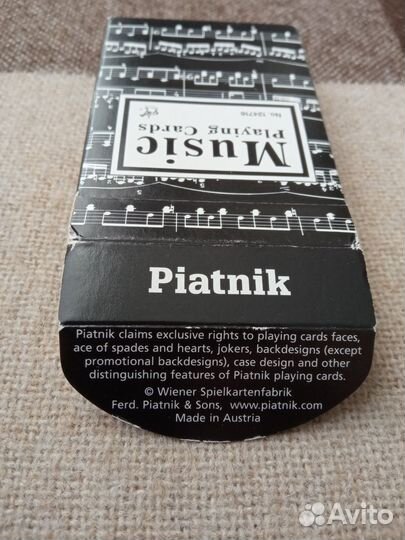 Music
Playing Cards
No. 124716
Piatnik
Piatnik claims exclusive rights to playing cards faces,
ace of spades and hearts, jokers, backdesigns (except
promotional backdesigns), case design and other
distinguishing features of Piatnik playing cards.
© Wiener Spielkartenfabrik
Ferd. Piatnik & Sons, www.piatnik.com
Made in Austria
Avito